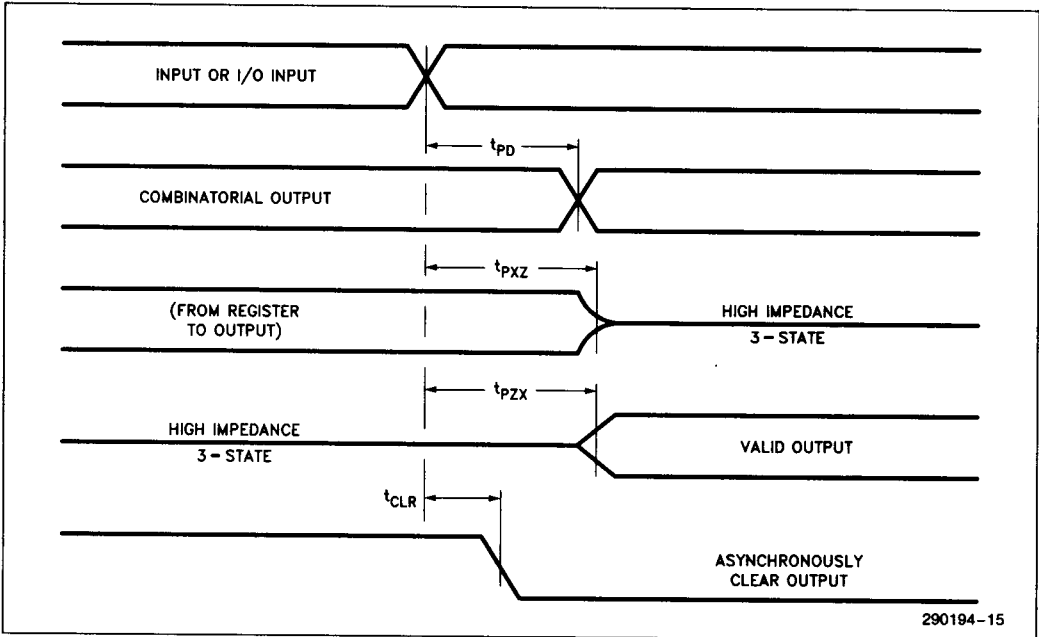 INPUT OR I/O INPUT
tPD
COMBINATORIAL OUTPUT
tPXZ
(FROM REGISTER
TO OUTPUT)
HIGH IMPEDANCE
3-STATE
tPZX
HIGH IMPEDANCE
3-STATE
VALID OUTPUT
tCLR
ASYNCHRONOUSLY
CLEAR OUTPUT
290194-15